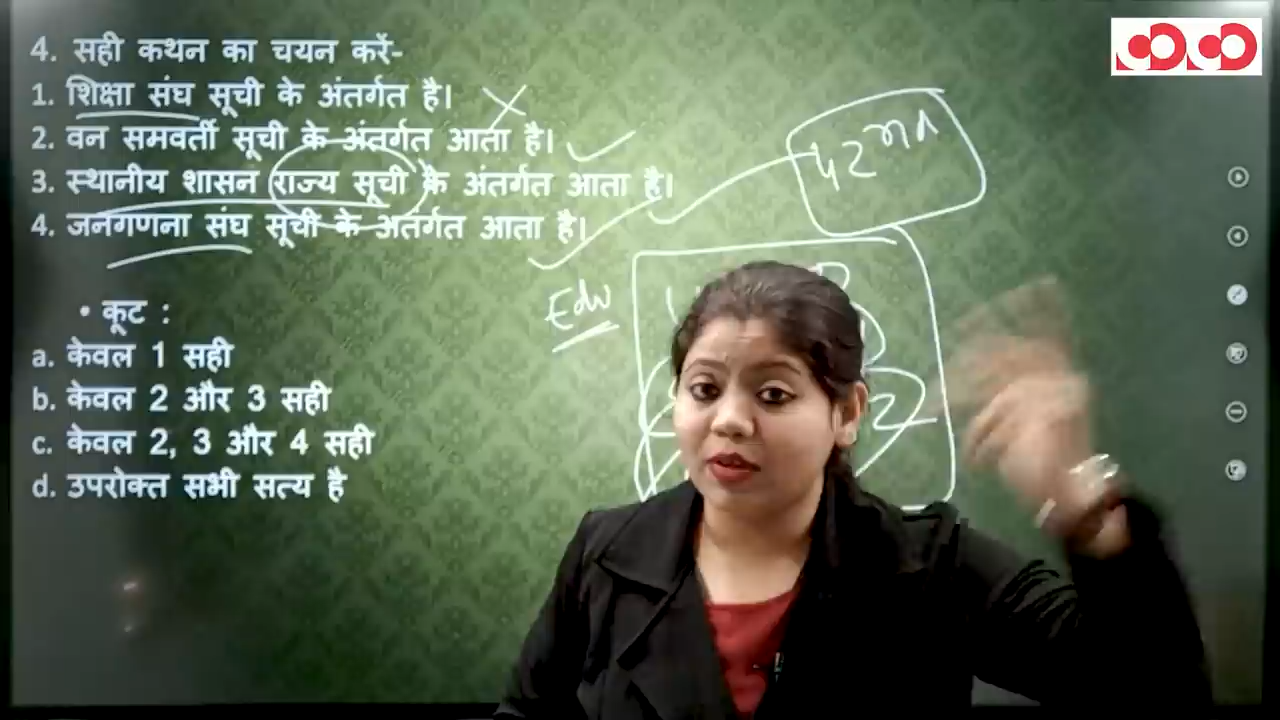 4. सही कथन का चयन करें-
1. शिक्षा संघ सूची के अंतर्गत है।
2. वन समवर्ती सूची के अंतर्गत आता है।
3. स्थानीय शासन राज्य सूची के अंतर्गत आता है।
4. जनगणना संघ सूची के अंतर्गत आता है।
42
Edu
• कूट :
a. केवल 1 सही
b. केवल 2 और 3 सही
c. केवल 2, 3 और 4 सही
d. उपरोक्त सभी सत्य है